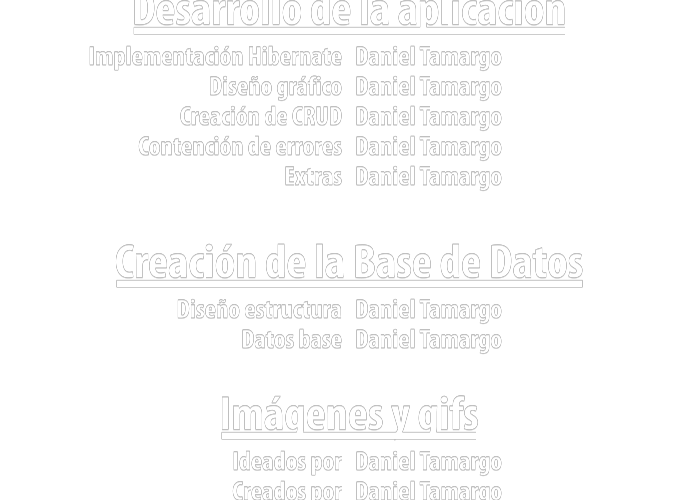 Desarrollo de la aplicación
Implementación Hibernate Daniel Tamargo
Diseño gráfico Daniel Tamargo
Creación de CRUD Daniel Tamargo
Contención de errores Daniel Tamargo
Extras Daniel Tamargo
Creación de la Base de Datos
Diseño estructura Daniel Tamargo
Datos base Daniel Tamargo
Imágenes y gifs
Ideados por Daniel Tamargo
Creados por Daniel Tamargo